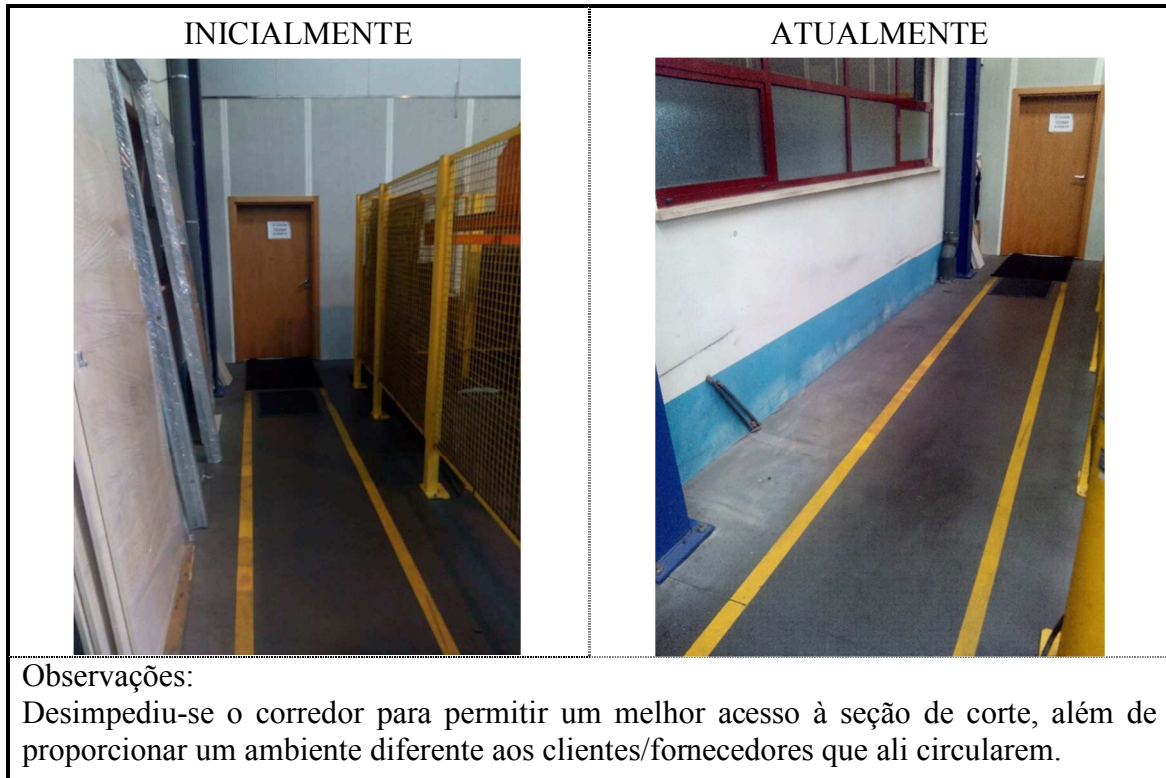 INICIALMENTE
ATUALMENTE
Observações:
Desimpediu-se o corredor para permitir um melhor acesso à seção de corte, além de
proporcionar um ambiente diferente aos clientes/fornecedores que ali circularem.